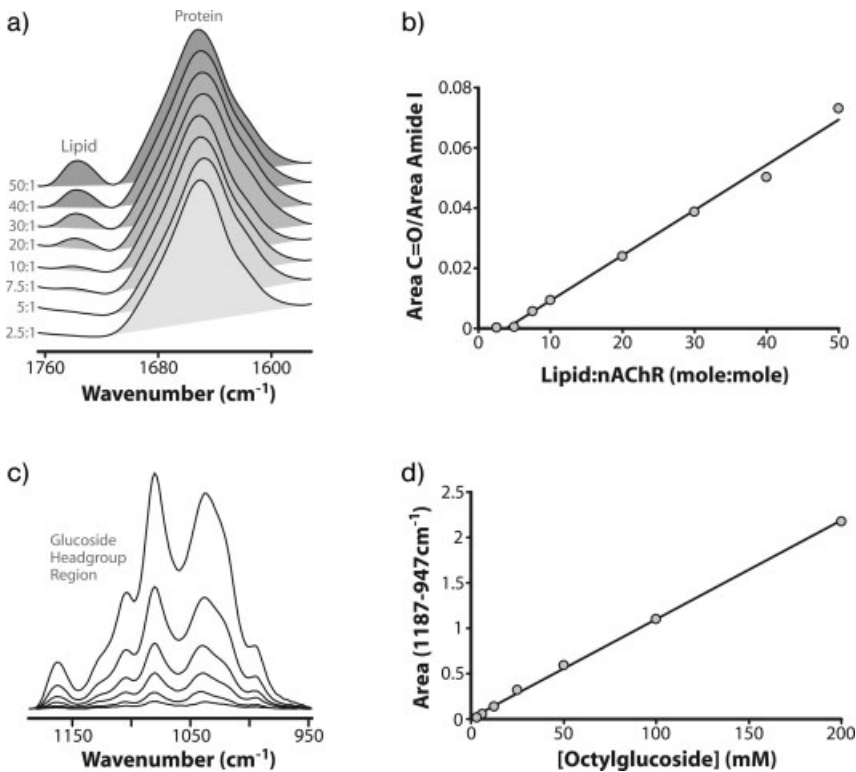 a)
Protein
Lipid
50:1
40:1
30:1
20:1
10:1
7.5:1
5:1
2.5:1
1760
1680
1600
Wavenumber (cm⁻¹)
b)
Area C=O/Area Amide I
0.08
0.06
0.04
0.02
0
0
10
20
30
40
50
Lipid:nAChR (mole:mole)
c)
Glucoside
Headgroup
Region
1150
1050
950
Wavenumber (cm⁻¹)
d)
Area (1187-947cm⁻¹)
2.5
2
1.5
1
0.5
0
0
50
100
150
200
[Octylglucoside] (mM)